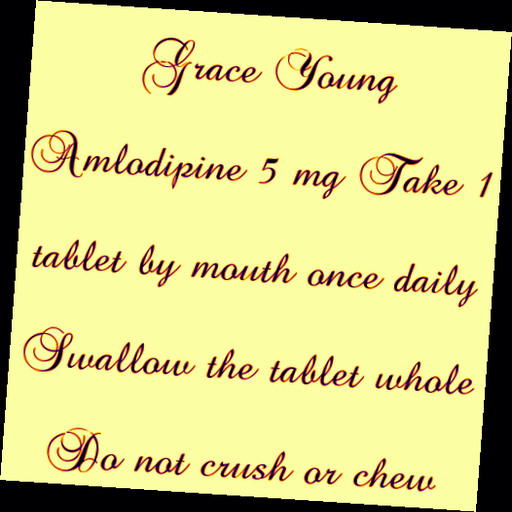 Grace Young
Amlodipine 5 mg Take 1
tablet by mouth once daily
Swallow the tablet whole
Do not crush or chew